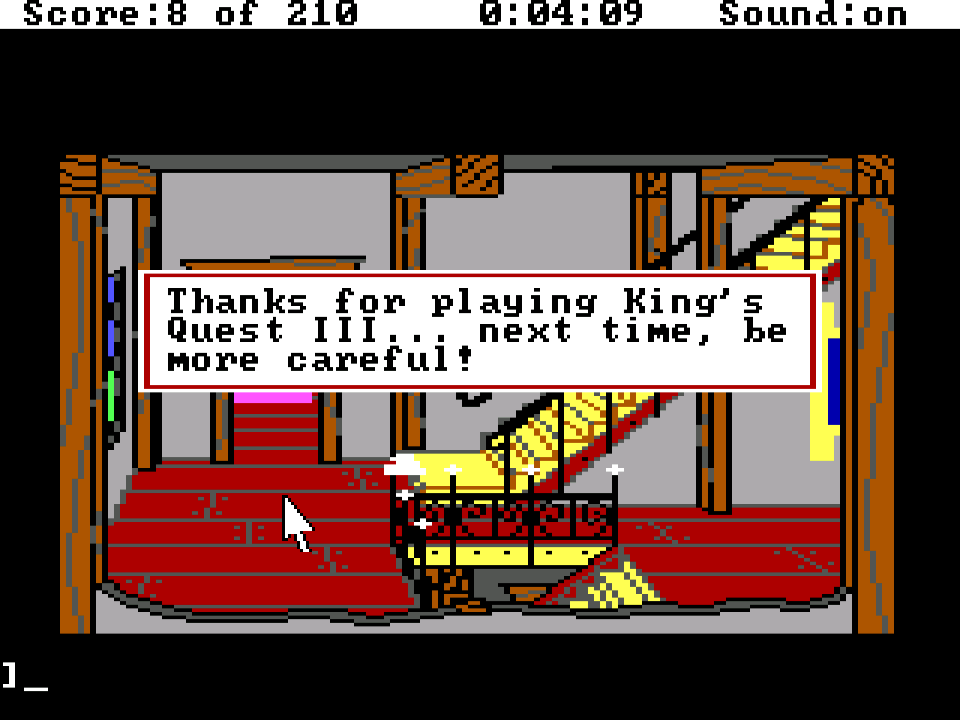 Score:8 of 210 0:04:09 Sound:on
Thanks for playing King's
Quest III... next time, be
more careful!
]_